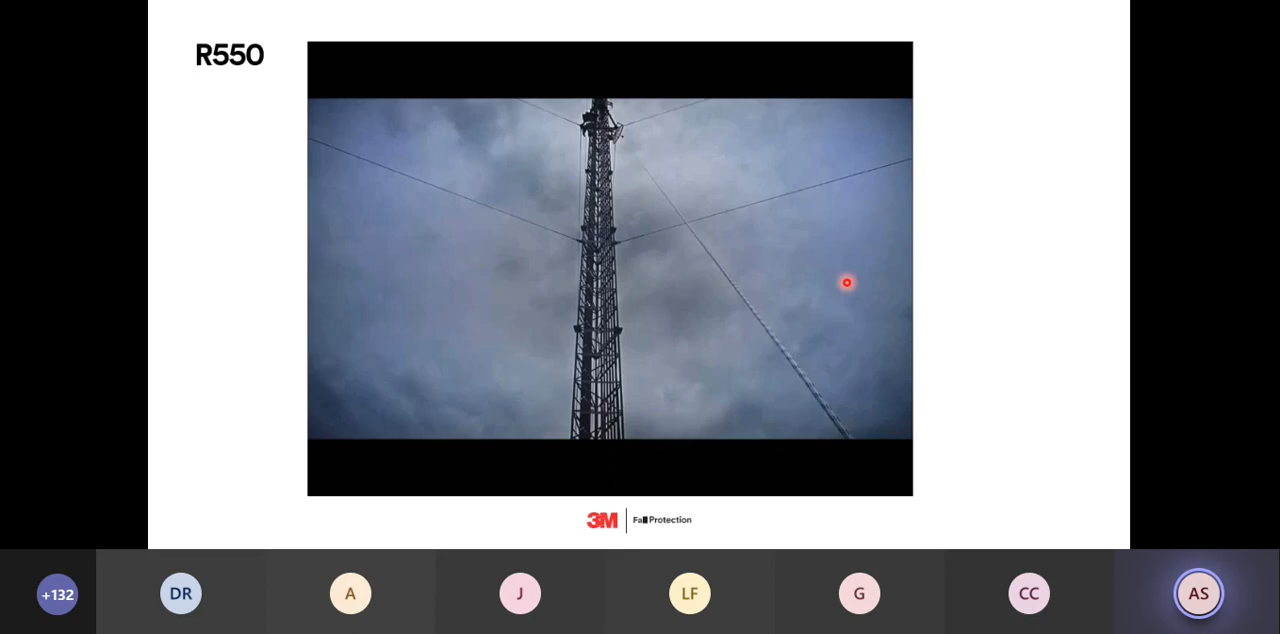 R550
3M
Fall Protection
+132
DR
A
J
LF
G
CC
AS